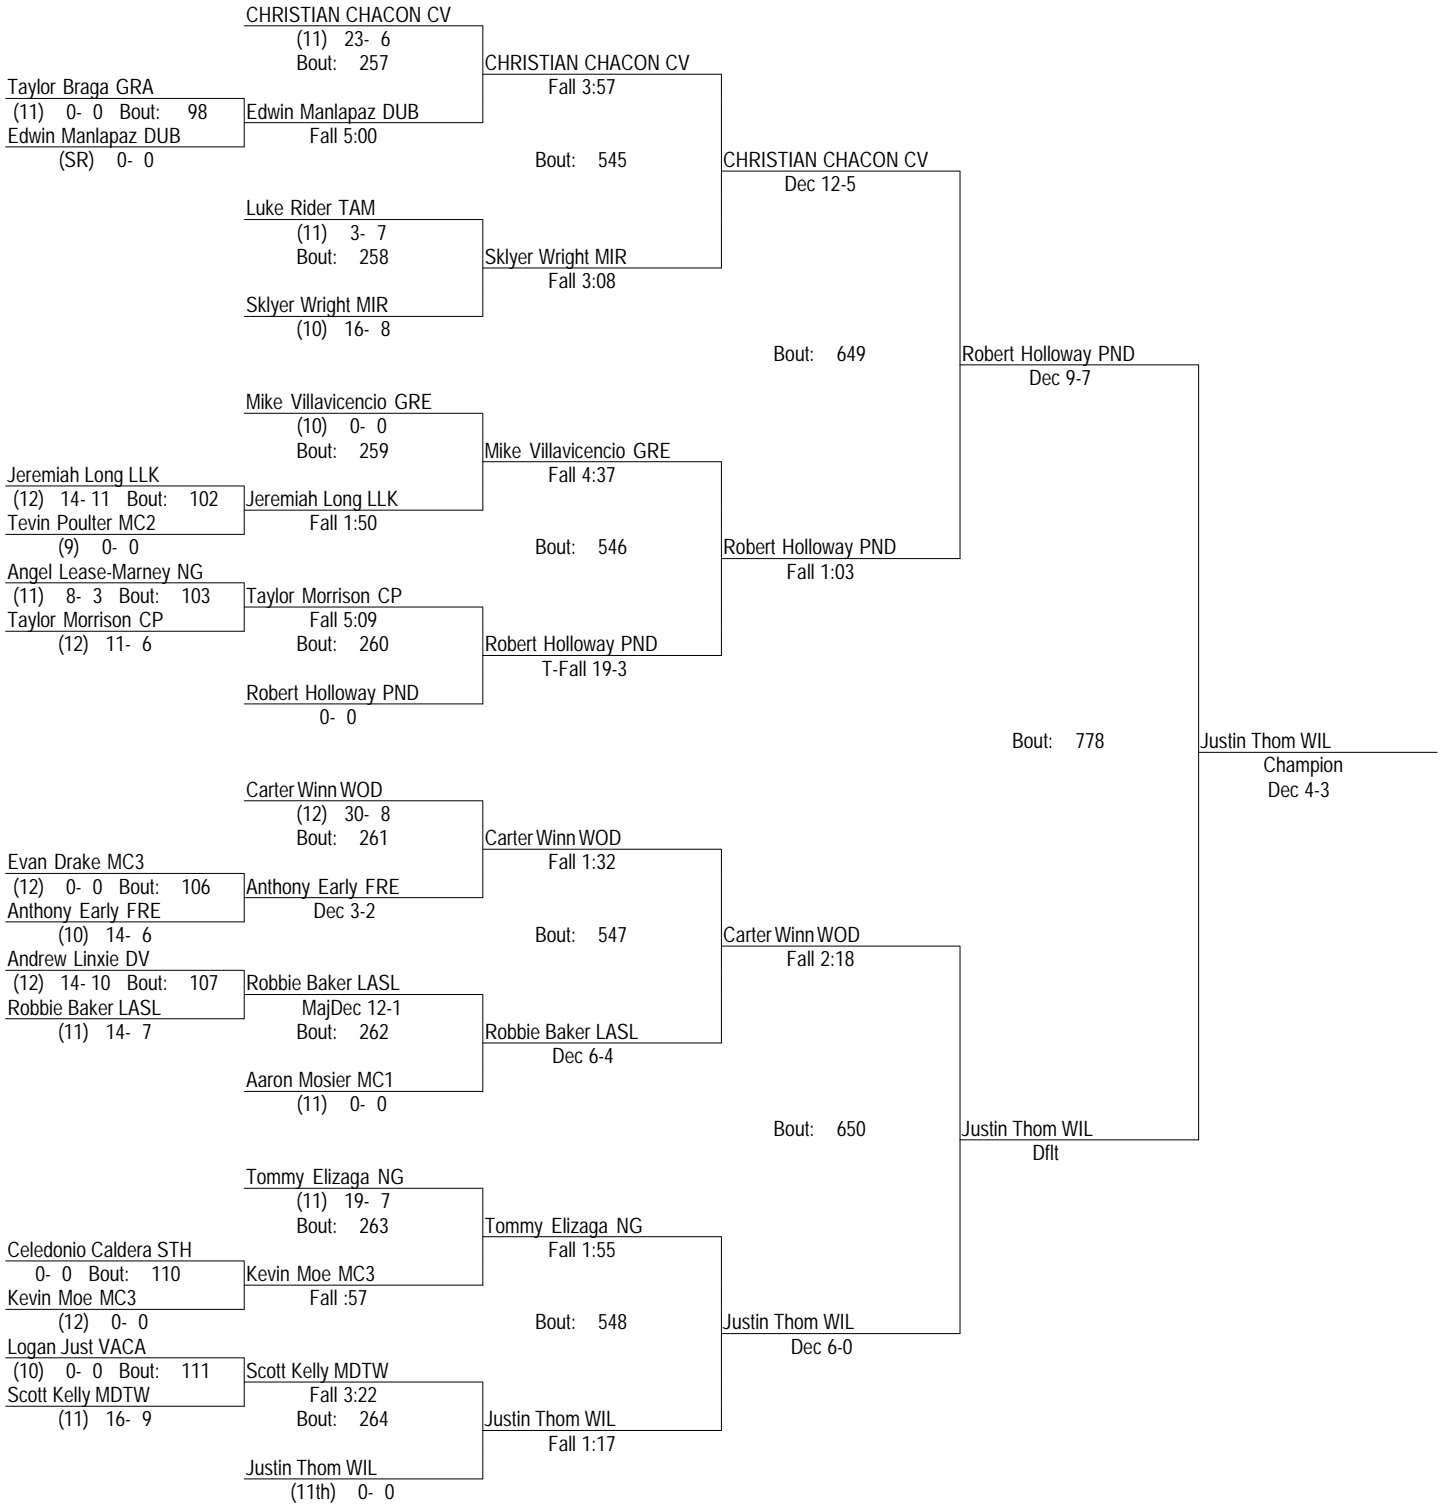 CHRISTIAN CHACON CV
(11) 23- 6
Bout: 257
CHRISTIAN CHACON CV
Fall 3:57
Taylor Braga GRA
(11) 0- 0 Bout: 98
Edwin Manlapaz DUB
Edwin Manlapaz DUB
Fall 5:00
(SR) 0- 0
Bout: 545
CHRISTIAN CHACON CV
Dec 12-5
Luke Rider TAM
(11) 3- 7
Bout: 258
Sklyer Wright MIR
Fall 3:08
Sklyer Wright MIR
(10) 16- 8
Bout: 649
Robert Holloway PND
Dec 9-7
Mike Villavicencio GRE
(10) 0- 0
Bout: 259
Mike Villavicencio GRE
Fall 4:37
Jeremiah Long LLK
(12) 14- 11 Bout: 102
Jeremiah Long LLK
Tevin Poulter MC2
Fall 1:50
(9) 0- 0
Bout: 546
Robert Holloway PND
Fall 1:03
Angel Lease-Marney NG
(11) 8- 3 Bout: 103
Taylor Morrison CP
Taylor Morrison CP
Fall 5:09
(12) 11- 6
Bout: 260
Robert Holloway PND
T-Fall 19-3
Robert Holloway PND
0- 0
Bout: 778
Justin Thom WIL
Champion
Dec 4-3
Carter Winn WOD
(12) 30- 8
Bout: 261
Carter Winn WOD
Fall 1:32
Evan Drake MC3
(12) 0- 0 Bout: 106
Anthony Early FRE
Anthony Early FRE
Dec 3-2
(10) 14- 6
Bout: 547
Carter Winn WOD
Fall 2:18
Andrew Linxie DV
(12) 14- 10 Bout: 107
Robbie Baker LASL
Robbie Baker LASL
MajDec 12-1
(11) 14- 7
Bout: 262
Robbie Baker LASL
Dec 6-4
Aaron Mosier MC1
(11) 0- 0
Bout: 650
Justin Thom WIL
Dflt
Tommy Elizaga NG
(11) 19- 7
Bout: 263
Tommy Elizaga NG
Fall 1:55
Celedonio Caldera STH
0- 0 Bout: 110
Kevin Moe MC3
Kevin Moe MC3
Fall :57
(12) 0- 0
Bout: 548
Justin Thom WIL
Dec 6-0
Logan Just VACA
(10) 0- 0 Bout: 111
Scott Kelly MDTW
Scott Kelly MDTW
Fall 3:22
(11) 16- 9
Bout: 264
Justin Thom WIL
Fall 1:17
Justin Thom WIL
(11th) 0- 0